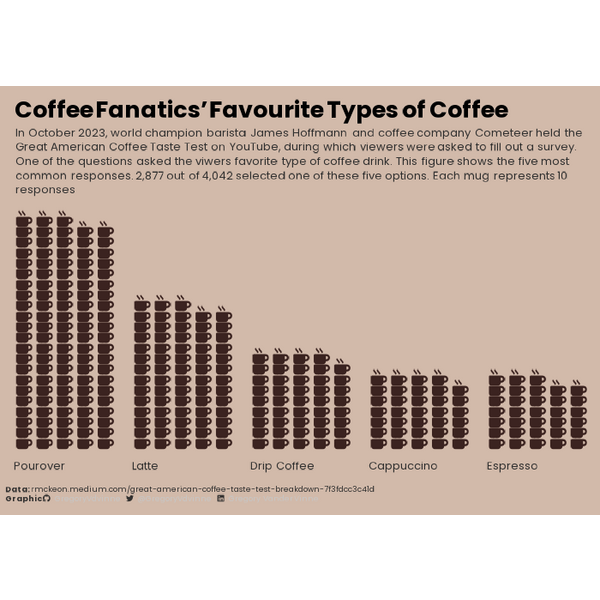 Coffee Fanatics' Favourite Types of Coffee
In October 2023, world champion barista James Hoffmann and coffee company Cometeer held the
Great American Coffee Taste Test on YouTube, during which viewers were asked to fill out a survey.
One of the questions asked the viwers favorite type of coffee drink. This figure shows the five most
common responses. 2,877 out of 4,042 selected one of these five options. Each mug represents 10
responses
Pourover
Latte
Drip Coffee
Cappuccino
Espresso
Data: rmckeon.medium.com/great-american-coffee-taste-test-breakdown-7f3fdcc3c41d
Graphic: